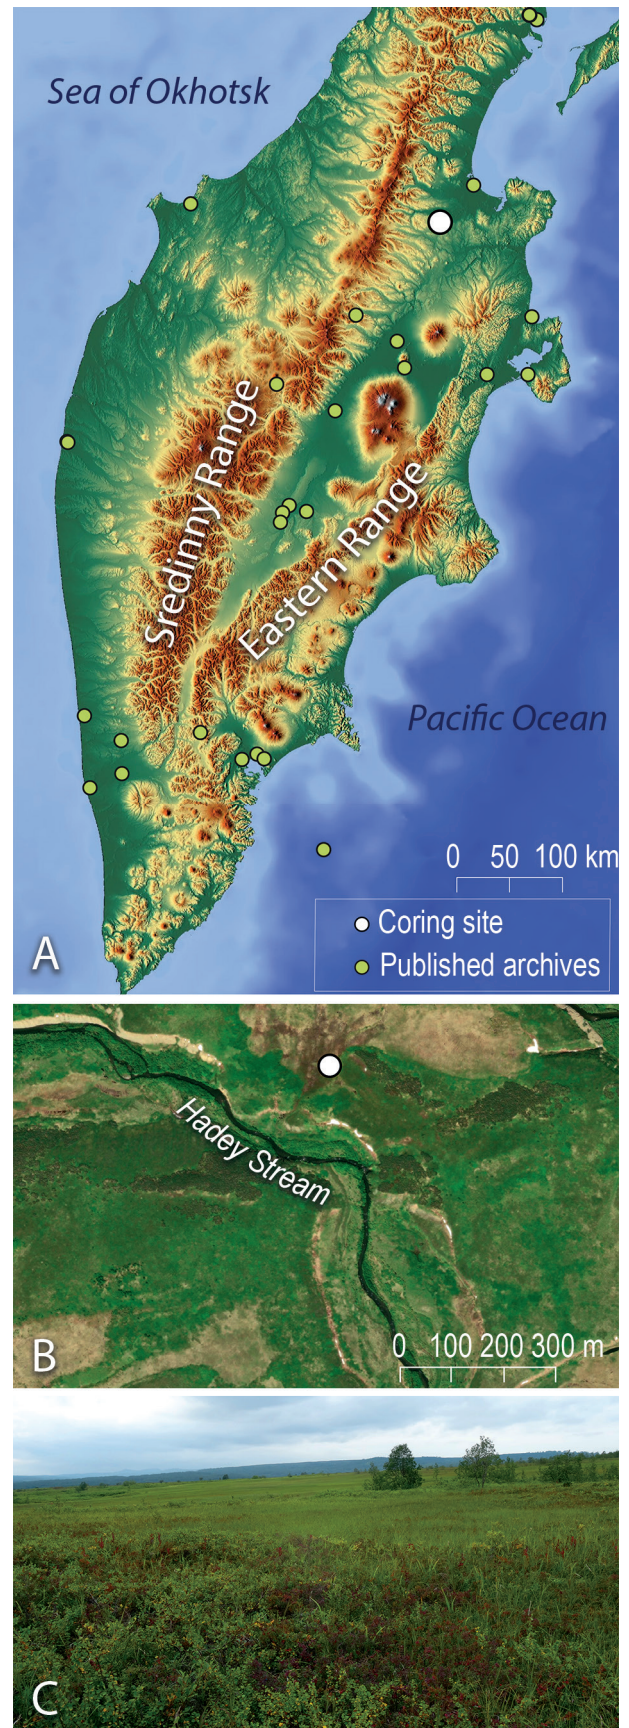 Sea of Okhotsk
Sredinny Range
Eastern Range
Pacific Ocean
0 50 100 km
Coring site
Published archives
A
Hadey Stream
0 100 200 300 m
B
C